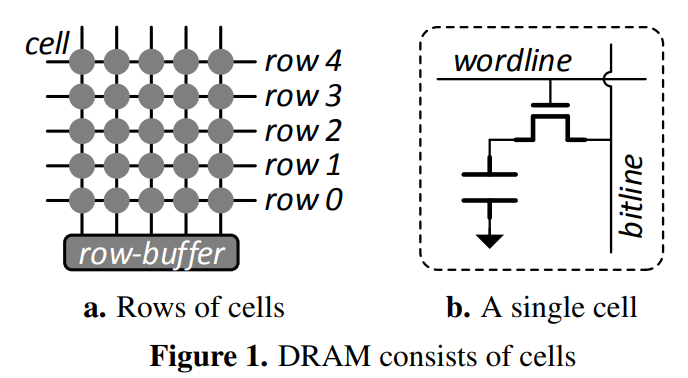 cell
row 4
row 3
row 2
row 1
row 0
row-buffer
a. Rows of cells
wordline
bitline
b. A single cell
Figure 1. DRAM consists of cells